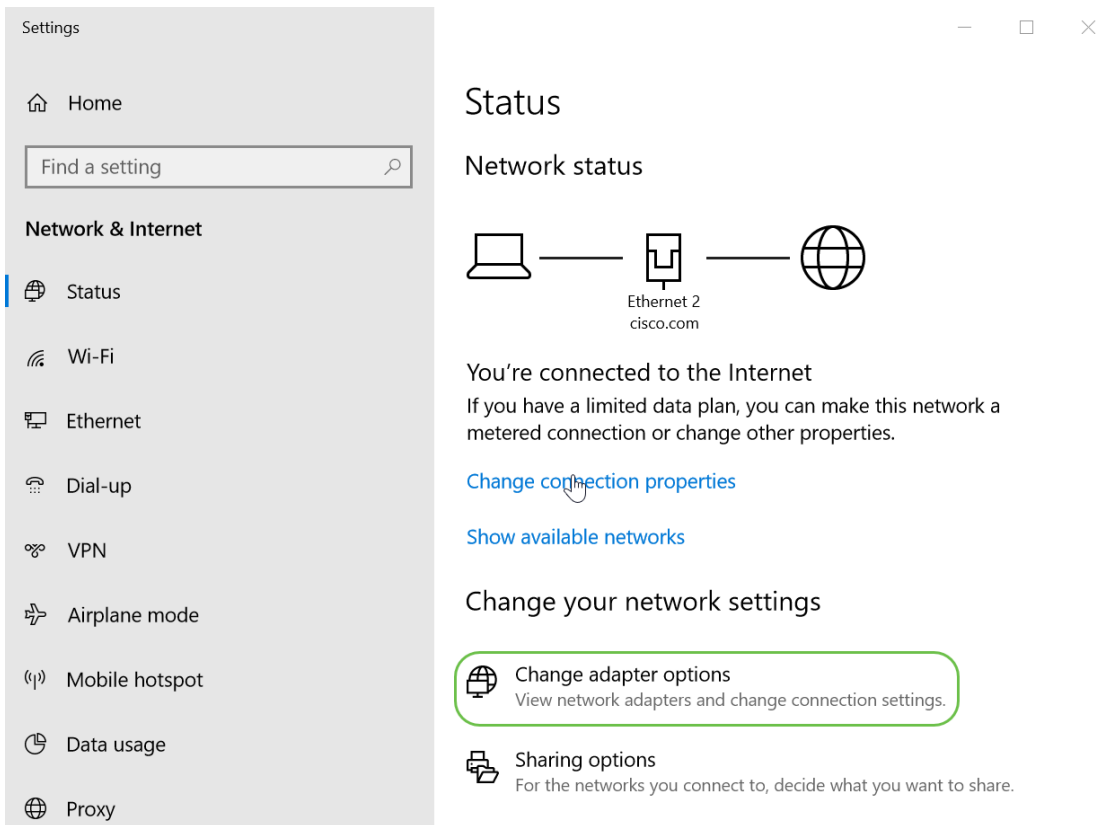 Settings
Home
Find a setting
Network & Internet
Status
Wi-Fi
Ethernet
Dial-up
VPN
Airplane mode
Mobile hotspot
Data usage
Proxy
Status
Network status
Ethernet 2
cisco.com
You’re connected to the Internet
If you have a limited data plan, you can make this network a
metered connection or change other properties.
Change connection properties
Show available networks
Change your network settings
Change adapter options
View network adapters and change connection settings.
Sharing options
For the networks you connect to, decide what you want to share.